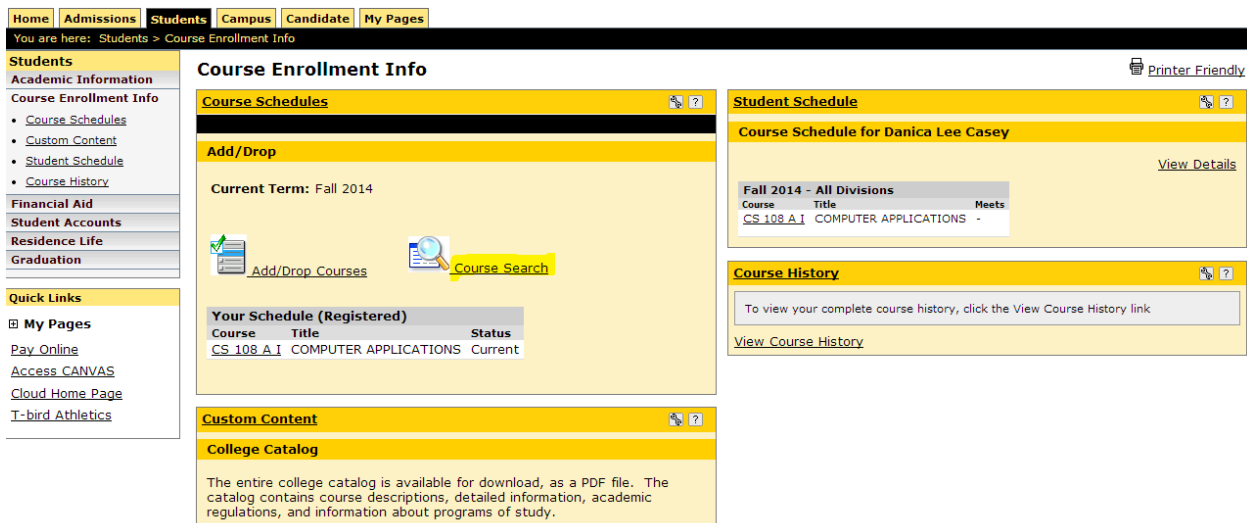 Home Admissions Students Campus Candidate My Pages
You are here: Students > Course Enrollment Info
Students
Academic Information
Course Enrollment Info
• Course Schedules
• Custom Content
• Student Schedule
• Course History
Financial Aid
Student Accounts
Residence Life
Graduation
Quick Links
My Pages
Pay Online
Access CANVAS
Cloud Home Page
T-bird Athletics
Course Enrollment Info
Printer Friendly
Course Schedules ?
Add/Drop
Current Term: Fall 2014
Add/Drop Courses Course Search
Your Schedule (Registered)
Course Title Status
CS 108 A I COMPUTER APPLICATIONS Current
Custom Content ?
College Catalog
The entire college catalog is available for download, as a PDF file. The
catalog contains course descriptions, detailed information, academic
regulations, and information about programs of study.
Student Schedule ?
Course Schedule for Danica Lee Casey
View Details
Fall 2014 - All Divisions
Course Title Meets
CS 108 A I COMPUTER APPLICATIONS -
Course History ?
To view your complete course history, click the View Course History link
View Course History